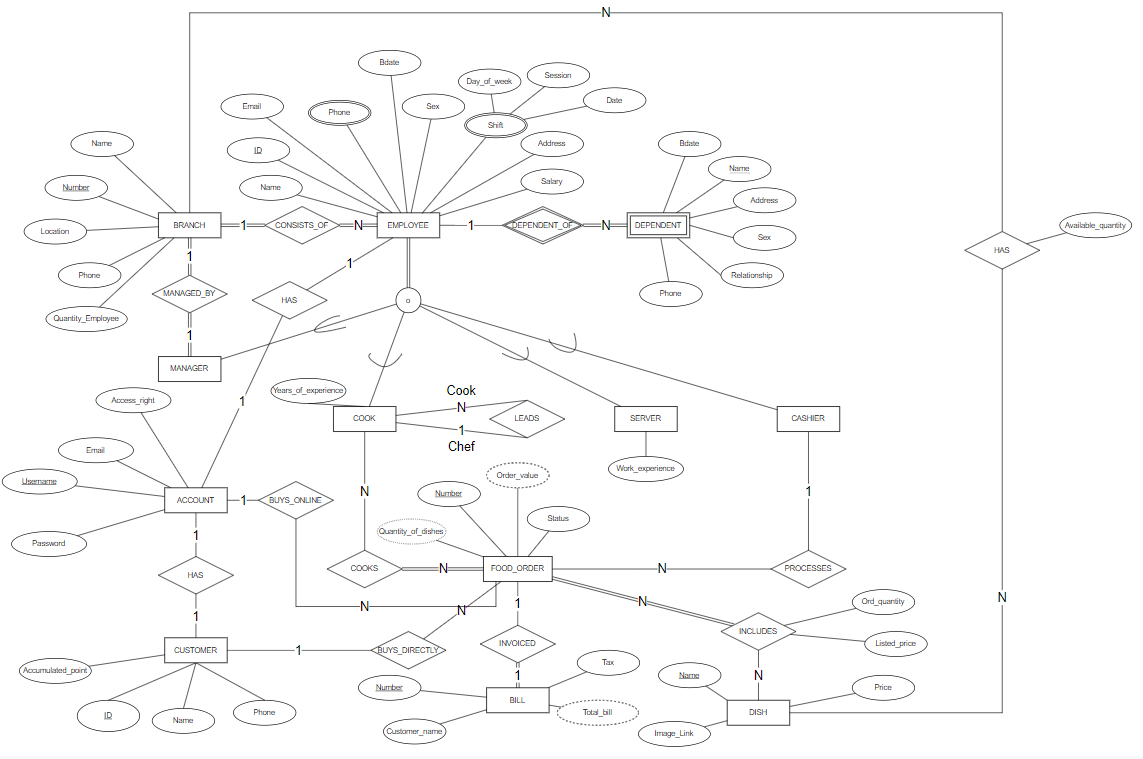 N
Bdate
Day_of_week
Session
Date
Email
Phone
Sex
Shift
Name
ID
Address
Bdate
Name
Number
Name
Salary
Address
Location
BRANCH
1
CONSISTS_OF
N
EMPLOYEE
1
DEPENDENT_OF
N
DEPENDENT
Sex
Available_quantity
HAS
Phone
1
1
Relationship
Quantity_Employee
MANAGED_BY
HAS
o
Phone
1
MANAGER
Access_right
1
Years_of_experience
Cook
N
COOK
LEADS
SERVER
CASHIER
1
Chef
Email
Work_experience
Username
Order_value
ACCOUNT
1
BUYS_ONLINE
N
Number
1
Password
1
Quantity_of_dishes
Status
HAS
COOKS
N
FOOD_ORDER
N
PROCESSES
N
1
N
N
1
N
Ord_quantity
INCLUDES
Listed_price
CUSTOMER
1
BUYS_DIRECTLY
INVOICED
Accumulated_point
1
Tax
N
Name
Price
ID
Name
Phone
Number
BILL
Total_bill
DISH
Customer_name
Image_Link